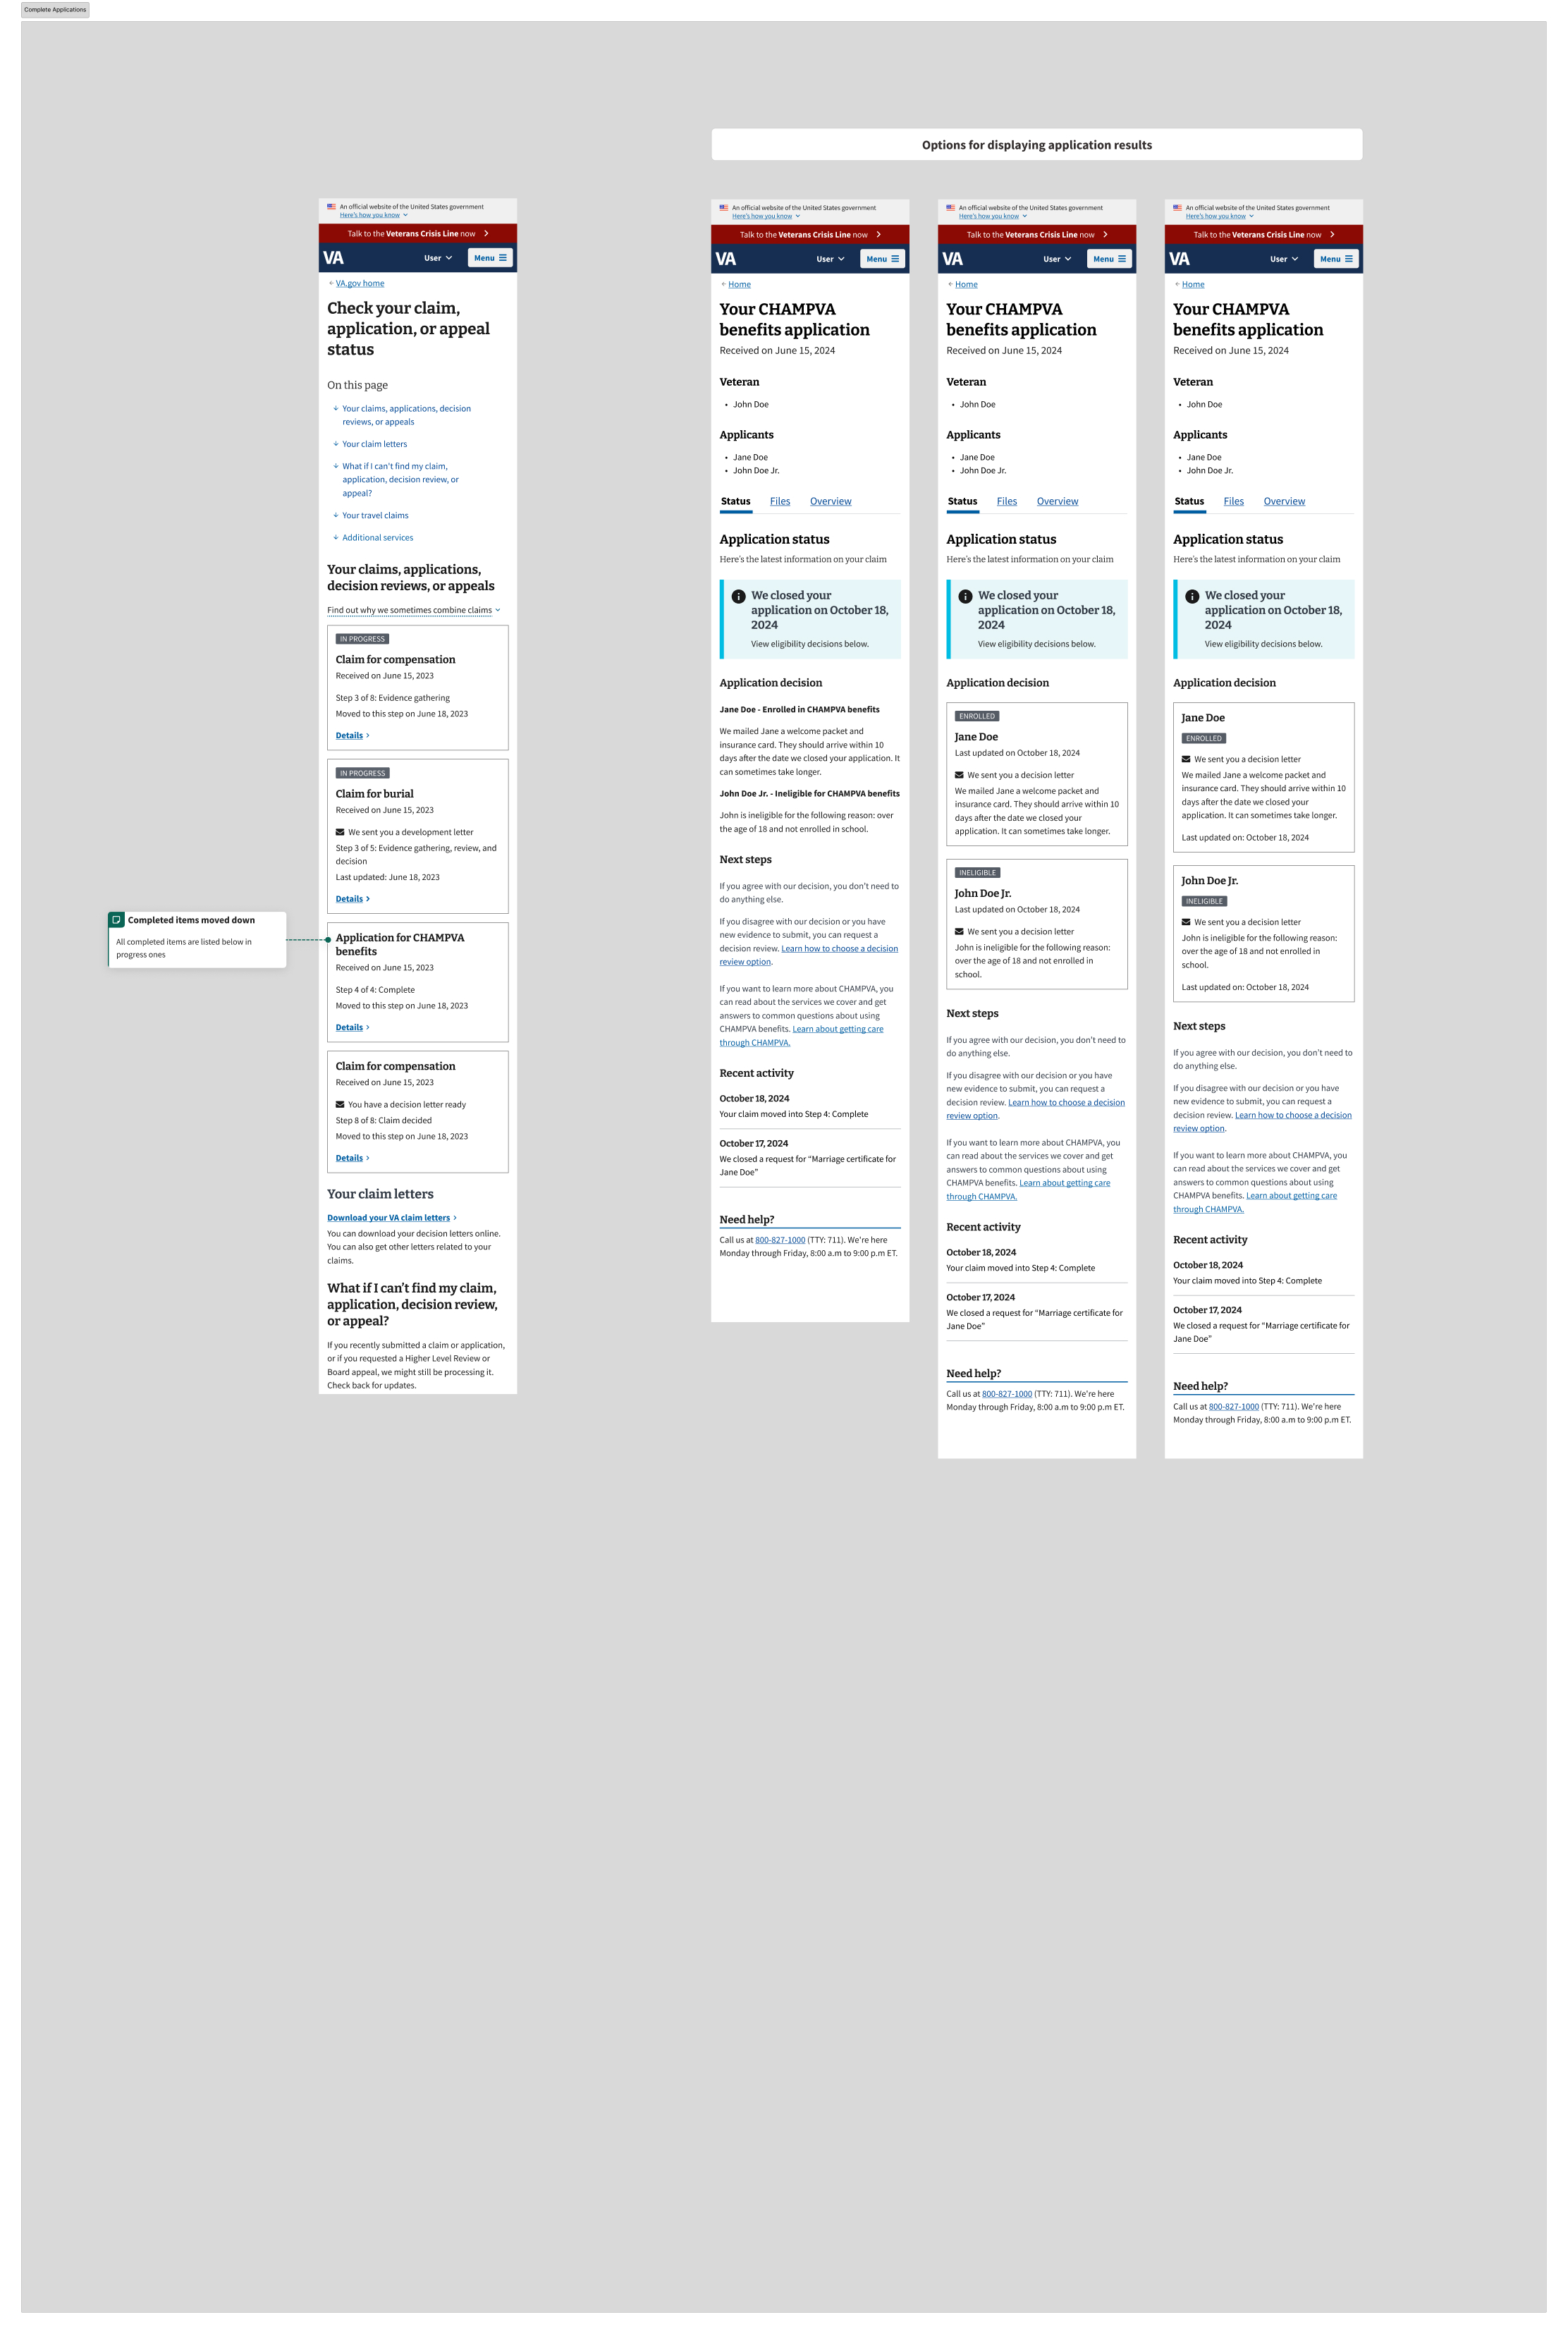 Complete Applications
Options for displaying application results
An official website of the United States government
Here's how you know
Talk to the Veterans Crisis Line now
VA
User
Menu
VA.gov home
Check your claim,
application, or appeal
status
On this page
Your claims, applications, decision
reviews, or appeals
Your claim letters
What if I can't find my claim,
application, decision review, or
appeal?
Your travel claims
Additional services
Your claims, applications,
decision reviews, or appeals
Find out why we sometimes combine claims
IN PROGRESS
Claim for compensation
Received on June 15, 2023
Step 3 of 8: Evidence gathering
Moved to this step on June 18, 2023
Details
IN PROGRESS
Claim for burial
Received on June 15, 2023
We sent you a development letter
Step 3 of 5: Evidence gathering, review, and
decision
Last updated: June 18, 2023
Details
Completed items moved down
All completed items are listed below in
progress ones
Application for CHAMPVA
benefits
Received on June 15, 2023
Step 4 of 4: Complete
Moved to this step on June 18, 2023
Details
Claim for compensation
Received on June 15, 2023
You have a decision letter ready
Step 8 of 8: Claim decided
Moved to this step on June 18, 2023
Details
Your claim letters
Download your VA claim letters
You can download your decision letters online.
You can also get other letters related to your
claims.
What if I can't find my claim,
application, decision review,
or appeal?
If you recently submitted a claim or application,
or if you requested a Higher Level Review or
Board appeal, we might still be processing it.
Check back for updates.
An official website of the United States government
Here's how you know
Talk to the Veterans Crisis Line now
VA
User
Menu
Home
Your CHAMPVA
benefits application
Received on June 15, 2024
Veteran
• John Doe
Applicants
• Jane Doe
• John Doe Jr.
Status
Files
Overview
Application status
Here's the latest information on your claim
We closed your
application on October 18,
2024
View eligibility decisions below.
Application decision
Jane Doe - Enrolled in CHAMPVA benefits
We mailed Jane a welcome packet and
insurance card. They should arrive within 10
days after the date we closed your application. It
can sometimes take longer.
John Doe Jr. - Ineligible for CHAMPVA benefits
John is ineligible for the following reason: over
the age of 18 and not enrolled in school.
Next steps
If you agree with our decision, you don't need to
do anything else.
If you disagree with our decision or you have
new evidence to submit, you can request a
decision review. Learn how to choose a decision
review option.
If you want to learn more about CHAMPVA, you
can read about the services we cover and get
answers to common questions about using
CHAMPVA benefits. Learn about getting care
through CHAMPVA.
Recent activity
October 18, 2024
Your claim moved into Step 4: Complete
October 17, 2024
We closed a request for “Marriage certificate for
Jane Doe”
Need help?
Call us at 800-827-1000 (TTY: 711). We're here
Monday through Friday, 8:00 a.m to 9:00 p.m ET.
An official website of the United States government
Here's how you know
Talk to the Veterans Crisis Line now
VA
User
Menu
Home
Your CHAMPVA
benefits application
Received on June 15, 2024
Veteran
• John Doe
Applicants
• Jane Doe
• John Doe Jr.
Status
Files
Overview
Application status
Here's the latest information on your claim
We closed your
application on October 18,
2024
View eligibility decisions below.
Application decision
ENROLLED
Jane Doe
Last updated on October 18, 2024
We sent you a decision letter
We mailed Jane a welcome packet and
insurance card. They should arrive within 10
days after the date we closed your
application. It can sometimes take longer.
INELIGIBLE
John Doe Jr.
Last updated on October 18, 2024
We sent you a decision letter
John is ineligible for the following reason:
over the age of 18 and not enrolled in
school.
Next steps
If you agree with our decision, you don't need to
do anything else.
If you disagree with our decision or you have
new evidence to submit, you can request a
decision review. Learn how to choose a decision
review option.
If you want to learn more about CHAMPVA, you
can read about the services we cover and get
answers to common questions about using
CHAMPVA benefits. Learn about getting care
through CHAMPVA.
Recent activity
October 18, 2024
Your claim moved into Step 4: Complete
October 17, 2024
We closed a request for “Marriage certificate for
Jane Doe”
Need help?
Call us at 800-827-1000 (TTY: 711). We're here
Monday through Friday, 8:00 a.m to 9:00 p.m ET.
An official website of the United States government
Here's how you know
Talk to the Veterans Crisis Line now
VA
User
Menu
Home
Your CHAMPVA
benefits application
Received on June 15, 2024
Veteran
• John Doe
Applicants
• Jane Doe
• John Doe Jr.
Status
Files
Overview
Application status
Here's the latest information on your claim
We closed your
application on October 18,
2024
View eligibility decisions below.
Application decision
Jane Doe
ENROLLED
We sent you a decision letter
We mailed Jane a welcome packet and
insurance card. They should arrive within 10
days after the date we closed your
application. It can sometimes take longer.
Last updated on: October 18, 2024
John Doe Jr.
INELIGIBLE
We sent you a decision letter
John is ineligible for the following reason:
over the age of 18 and not enrolled in
school.
Last updated on: October 18, 2024
Next steps
If you agree with our decision, you don't need to
do anything else.
If you disagree with our decision or you have
new evidence to submit, you can request a
decision review. Learn how to choose a decision
review option.
If you want to learn more about CHAMPVA, you
can read about the services we cover and get
answers to common questions about using
CHAMPVA benefits. Learn about getting care
through CHAMPVA.
Recent activity
October 18, 2024
Your claim moved into Step 4: Complete
October 17, 2024
We closed a request for “Marriage certificate for
Jane Doe”
Need help?
Call us at 800-827-1000 (TTY: 711). We're here
Monday through Friday, 8:00 a.m to 9:00 p.m ET.